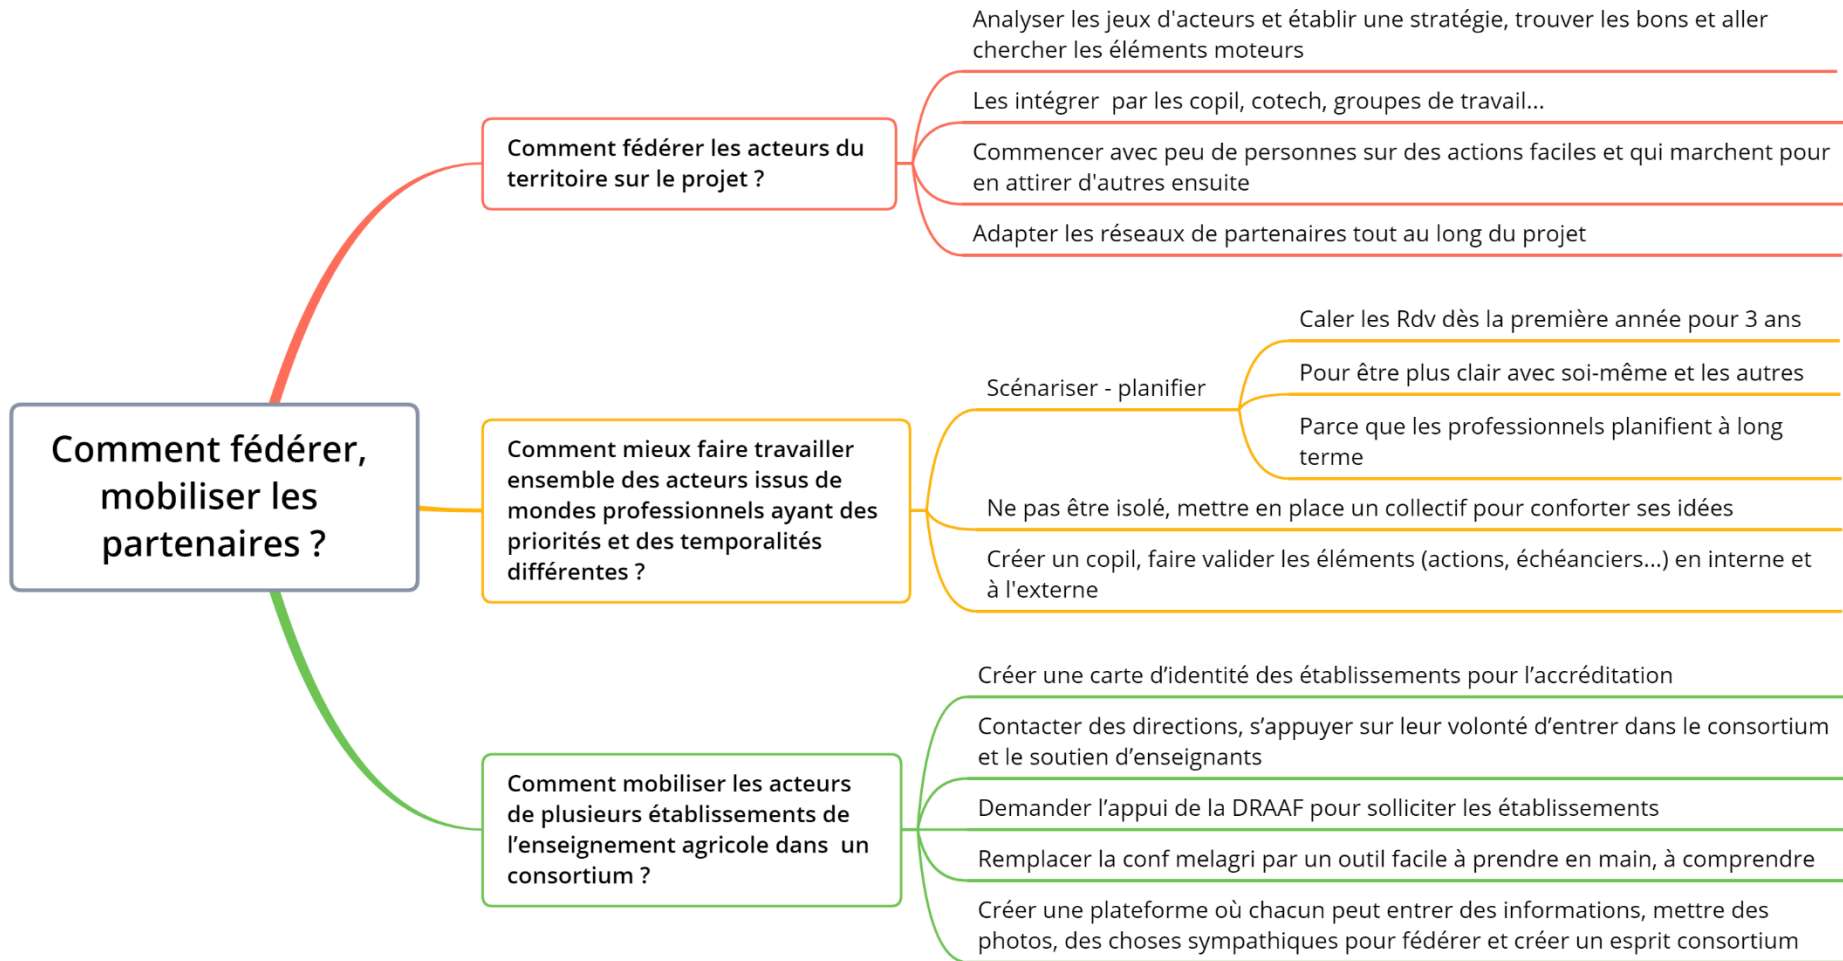 Comment fédérer,
mobiliser les
partenaires ?
Comment fédérer les acteurs du
territoire sur le projet ?
Analyser les jeux d'acteurs et établir une stratégie, trouver les bons et aller
chercher les éléments moteurs
Les intégrer  par les copil, cotech, groupes de travail...
Commencer avec peu de personnes sur des actions faciles et qui marchent pour
en attirer d'autres ensuite
Adapter les réseaux de partenaires tout au long du projet
Comment mieux faire travailler
ensemble des acteurs issus de
mondes professionnels ayant des
priorités et des temporalités
différentes ?
Scénariser - planifier
Caler les Rdv dès la première année pour 3 ans
Pour être plus clair avec soi-même et les autres
Parce que les professionnels planifient à long
terme
Ne pas être isolé, mettre en place un collectif pour conforter ses idées
Créer un copil, faire valider les éléments (actions, échéanciers...) en interne et
à l'externe
Comment mobiliser les acteurs
de plusieurs établissements de
l’enseignement agricole dans  un
consortium ?
Créer une carte d’identité des établissements pour l’accréditation
Contacter des directions, s’appuyer sur leur volonté d’entrer dans le consortium
et le soutien d’enseignants
Demander l’appui de la DRAAF pour solliciter les établissements
Remplacer la conf melagri par un outil facile à prendre en main, à comprendre
Créer une plateforme où chacun peut entrer des informations, mettre des
photos, des choses sympathiques pour fédérer et créer un esprit consortium